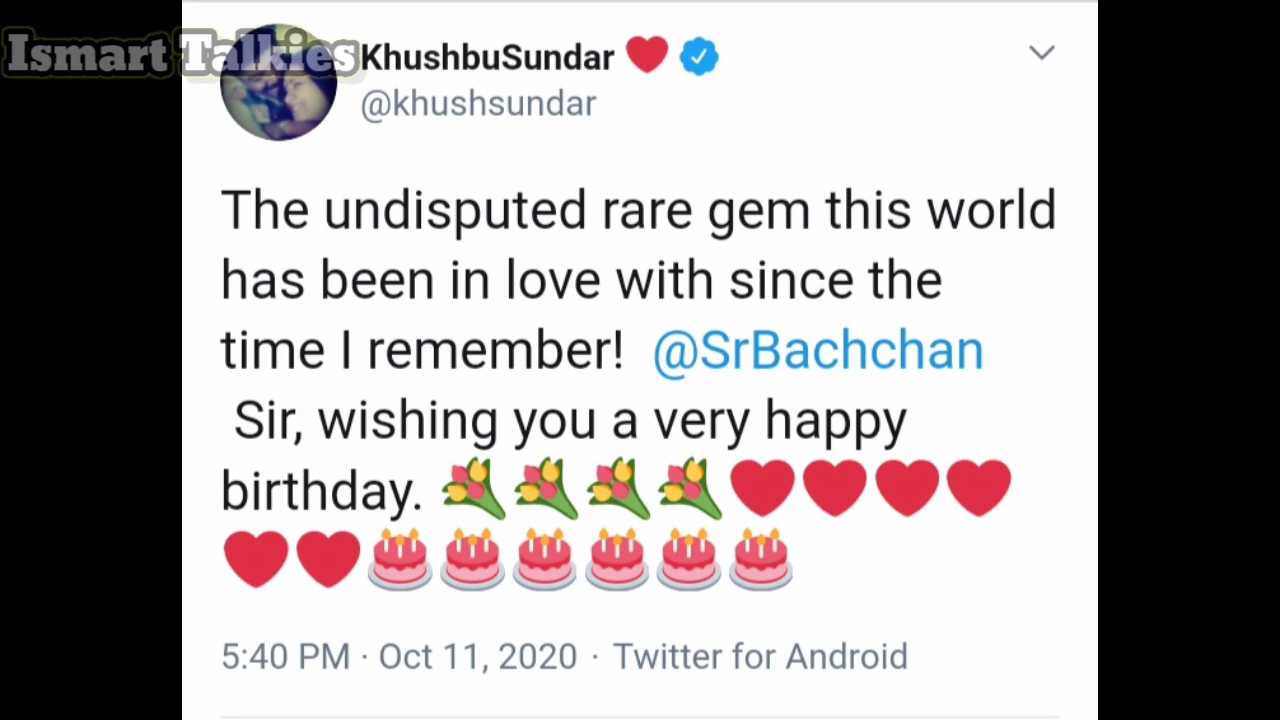 Ismart Talkies
KhushbuSundar ❤️
@khushsundar
The undisputed rare gem this world
has been in love with since the
time I remember! @SrBachchan
Sir, wishing you a very happy
birthday. 💐💐💐💐❤️❤️❤️❤️
❤️❤️🎂🎂🎂🎂🎂🎂
5:40 PM · Oct 11, 2020 · Twitter for Android